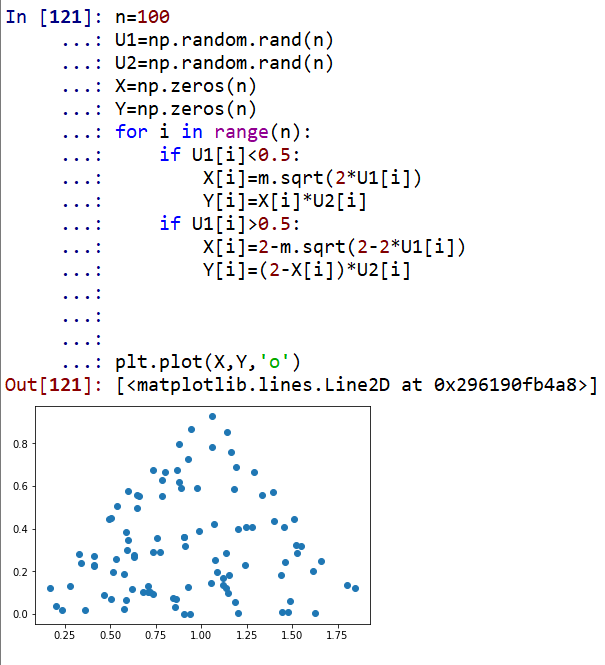 In [121]: n=100
     ...: U1=np.random.rand(n)
     ...: U2=np.random.rand(n)
     ...: X=np.zeros(n)
     ...: Y=np.zeros(n)
     ...: for i in range(n):
     ...:     if U1[i]<0.5:
     ...:         X[i]=m.sqrt(2*U1[i])
     ...:         Y[i]=X[i]*U2[i]
     ...:     if U1[i]>0.5:
     ...:         X[i]=2-m.sqrt(2-2*U1[i])
     ...:         Y[i]=(2-X[i])*U2[i]
     ...:
     ...:
     ...:
     ...: plt.plot(X,Y,'o')
Out[121]: [<matplotlib.lines.Line2D at 0x296190fb4a8>]
0.8
0.6
0.4
0.2
0.0
0.25 0.50 0.75 1.00 1.25 1.50 1.75